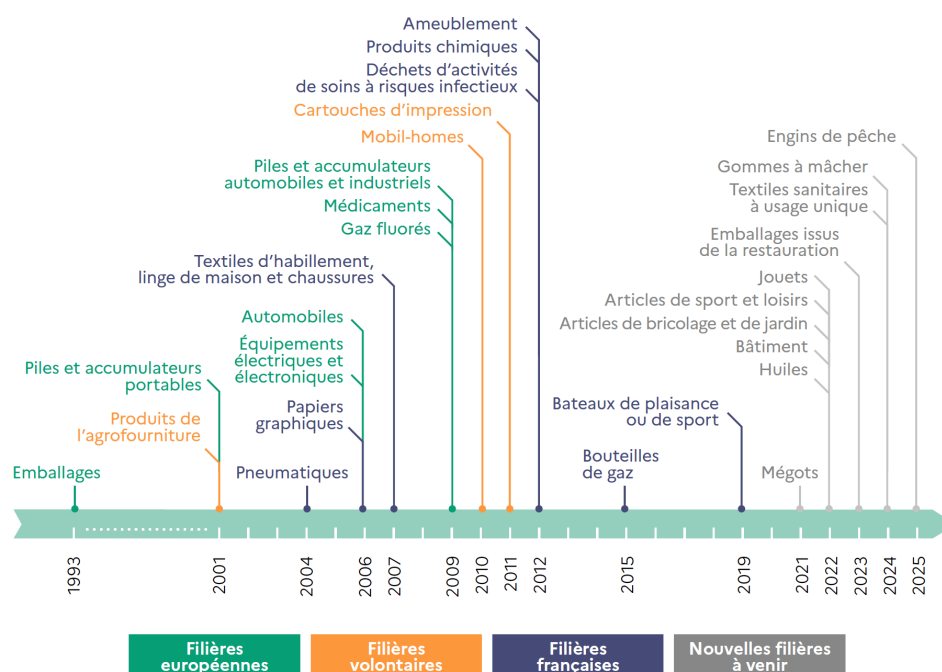 Ameublement
Produits chimiques
Déchets d'activités
de soins à risques infectieux
Cartouches d'impression
Mobil-homes
Piles et accumulateurs
automobiles et industriels
Médicaments
Gaz fluorés
Textiles d'habillement,
linge de maison et chaussures
Automobiles
Équipements
électriques et
électroniques
Piles et accumulateurs
portables
Papiers
graphiques
Produits de
l'agrofourniture
Emballages
Pneumatiques
Engins de pêche
Gommes à mâcher
Textiles sanitaires
à usage unique
Emballages issus
de la restauration
Jouets
Articles de sport et loisirs
Articles de bricolage et de jardin
Bâtiment
Huiles
Bateaux de plaisance
ou de sport
Bouteilles
de gaz
Mégots
1993
2001
2004
2006
2007
2009
2010
2011
2012
2015
2019
2021
2022
2023
2024
2025
Filières
européennes
Filières
volontaires
Filières
françaises
Nouvelles filières
à venir